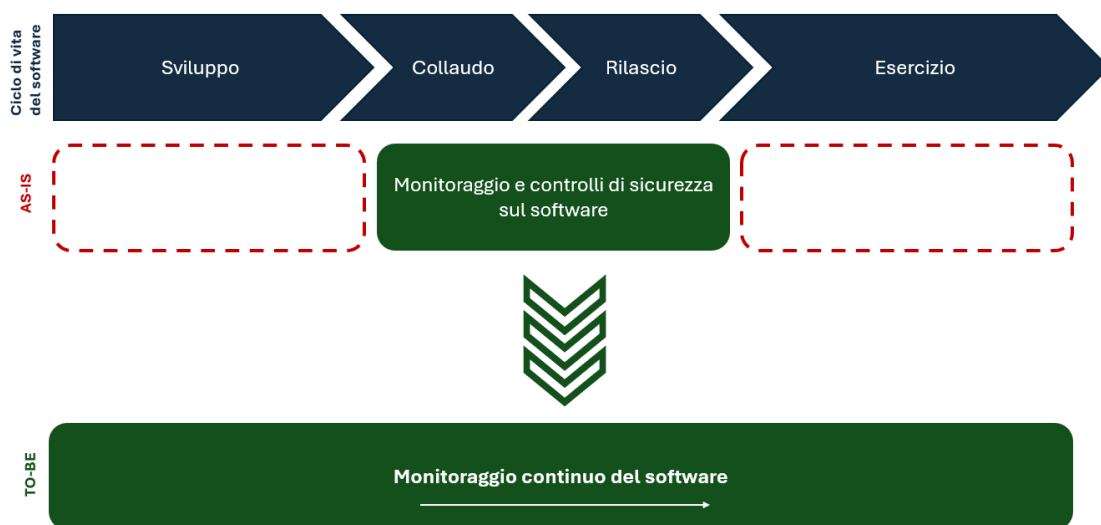 Ciclo di vita
del software
Sviluppo
Collaudo
Rilascio
Esercizio
AS-IS
Monitoraggio e controlli di sicurezza
sul software
TO-BE
Monitoraggio continuo del software